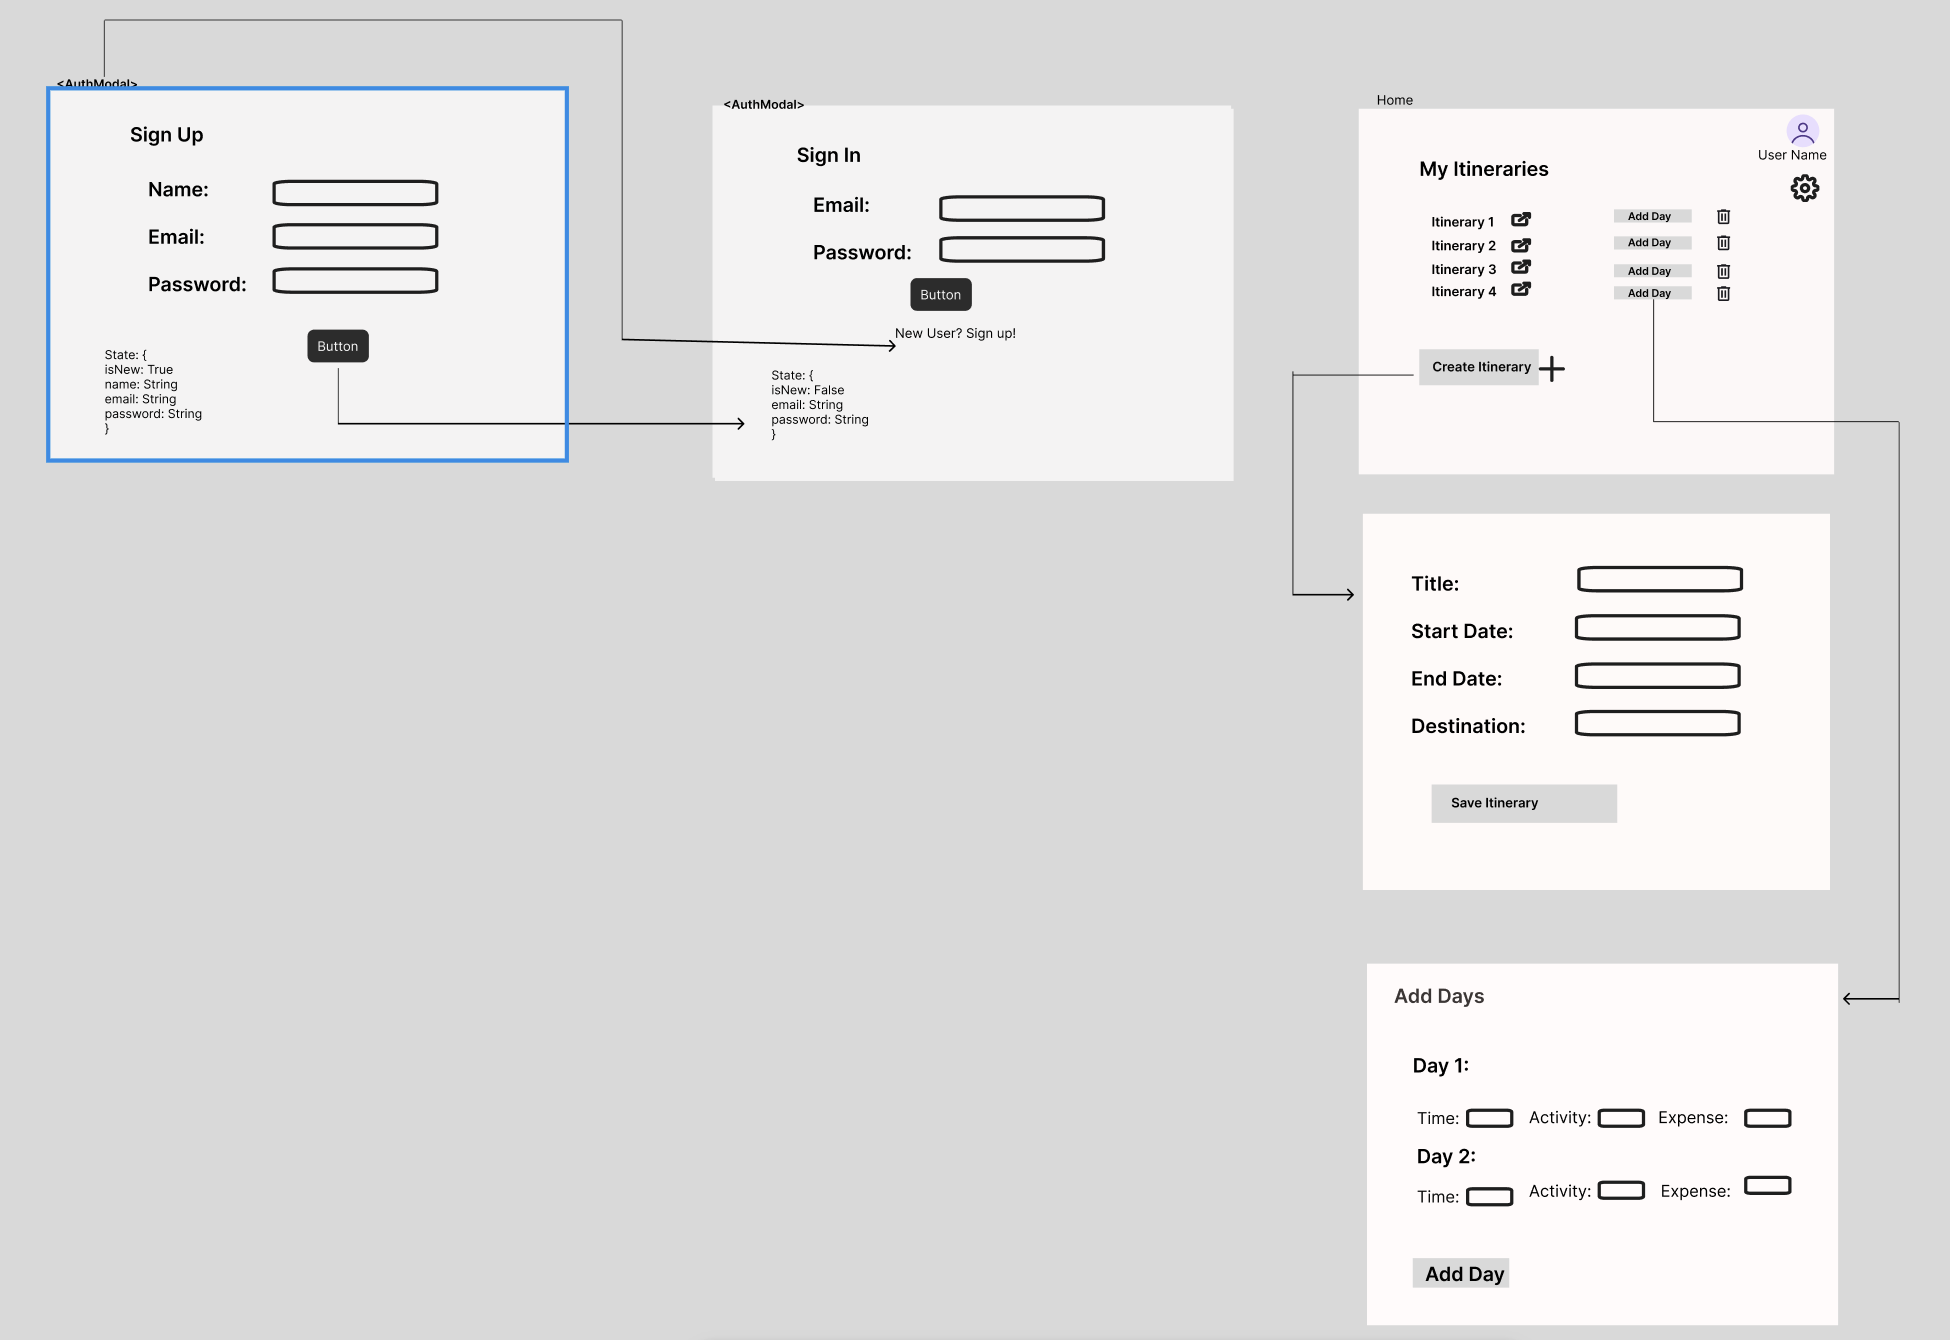 <AuthModal>
Sign Up
Name:
Email:
Password:
Button
State: {
isNew: True
name: String
email: String
password: String
}
<AuthModal>
Sign In
Email:
Password:
Button
New User? Sign up!
State: {
isNew: False
email: String
password: String
}
Home
User Name
My Itineraries
Itinerary 1 Add Day
Itinerary 2 Add Day
Itinerary 3 Add Day
Itinerary 4 Add Day
Create Itinerary
Title:
Start Date:
End Date:
Destination:
Save Itinerary
Add Days
Day 1:
Time: Activity: Expense:
Day 2:
Time: Activity: Expense:
Add Day